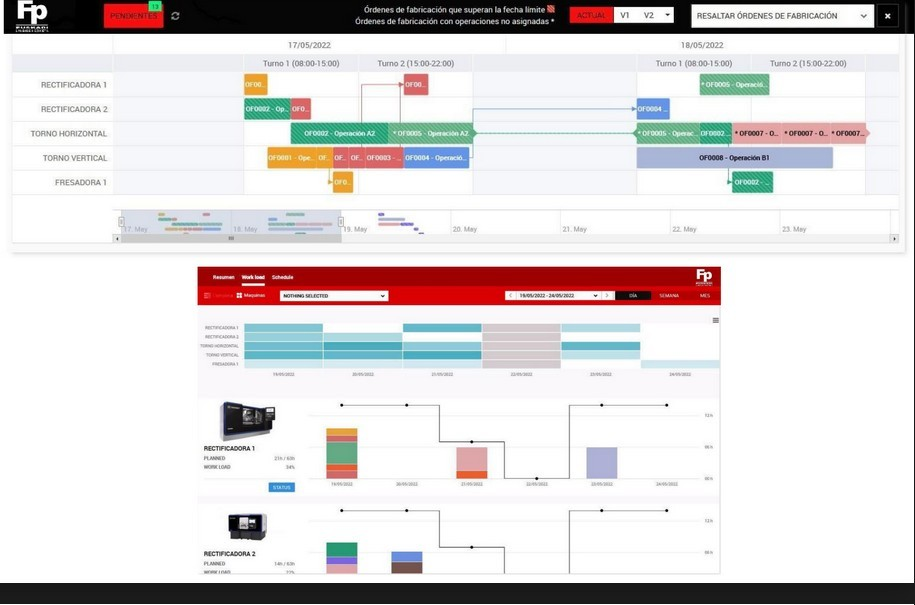 Fp
EUSKADI
PENDIENTES
13
Órdenes de fabricación que superan la fecha límite
Órdenes de fabricación con operaciones no asignadas *
ACTUAL V1 V2
RESALTAR ÓRDENES DE FABRICACIÓN
17/05/2022 18/05/2022
Turno 1 (08:00-15:00) Turno 2 (15:00-22:00) Turno 1 (08:00-15:00) Turno 2 (15:00-22:00)
RECTIFICADORA 1 OF00... OF00... * OF0005 - Operació...
RECTIFICADORA 2 OF0002 - Op... OF0... OF0004 ...
TORNO HORIZONTAL OF0002 - Operación A2 * OF0005 - Operación A2 * OF0005 - Operac... OF0002... * OF0007 - O... * OF0007 - O... * OF0007...
TORNO VERTICAL OF0001 - Ope... OF... OF... OF... OF0003 - ... OF0004 - Operació... OF0008 - Operación B1
FRESADORA 1 OF0... OF0002 - ...
17. May 18. May 19. May 20. May 21. May 22. May 23. May
Resumen Work load Schedule
Fp
Maquinas
NOTHING SELECTED
19/05/2022 - 24/05/2022
DÍA SEMANA MES
RECTIFICADORA 1
RECTIFICADORA 2
TORNO HORIZONTAL
TORNO VERTICAL
FRESADORA 1
19/05/2022 20/05/2022 21/05/2022 22/05/2022 23/05/2022 24/05/2022
RECTIFICADORA 1
PLANNED 21h / 63h
WORK LOAD 34%
STATUS
19/05/2022 20/05/2022 21/05/2022 22/05/2022 23/05/2022 24/05/2022
RECTIFICADORA 2
PLANNED 14h / 63h
WORK LOAD